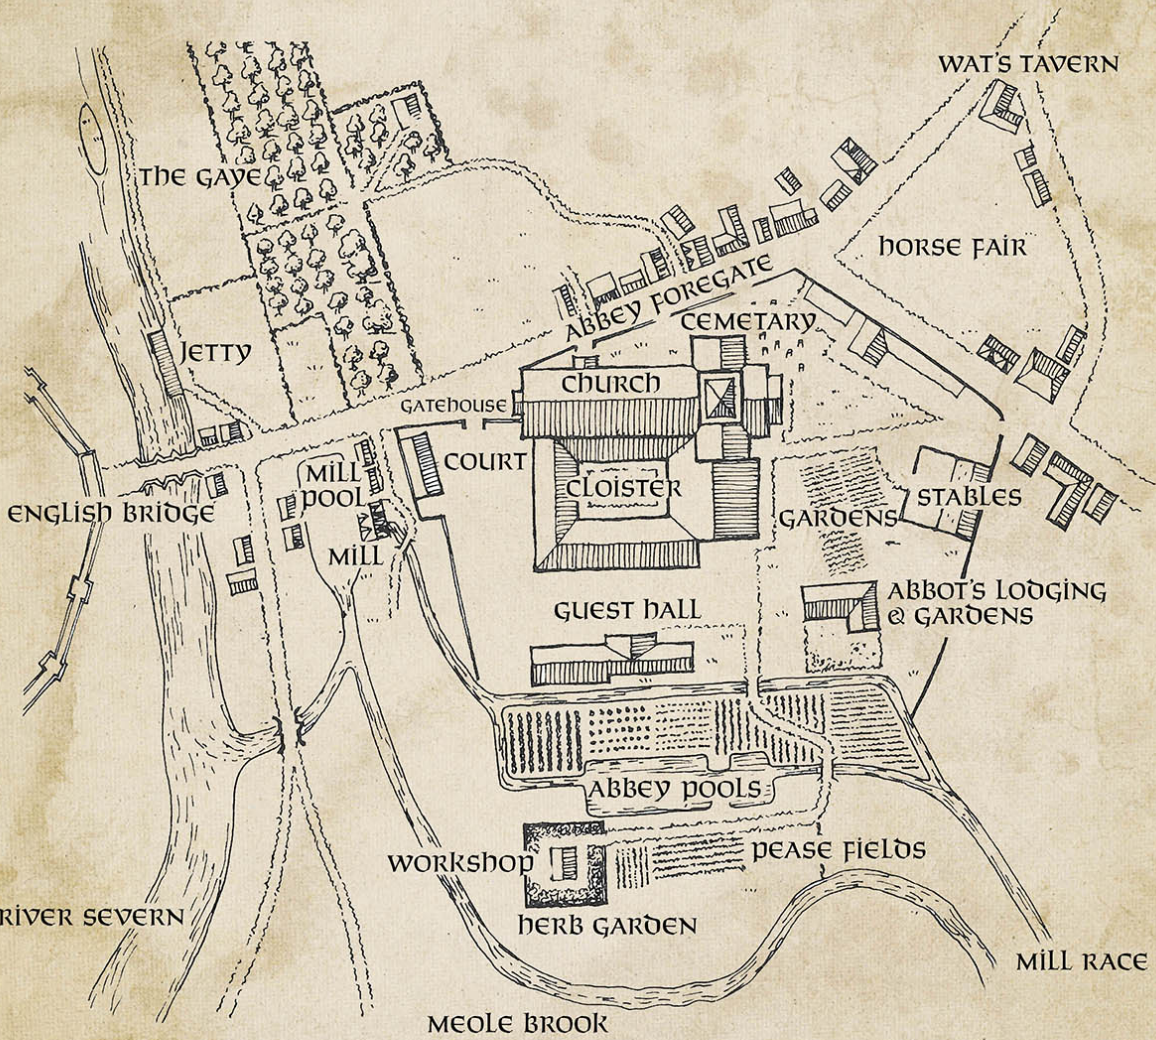 WAT'S TAVERN
THE GAYE
HORSE FAIR
ABBEY FOREGATE
CEMETARY
JETTY
CHURCH
GATEHOUSE
COURT
MILL
POOL
CLOISTER
STABLES
ENGLISH BRIDGE
GARDENS
MILL
ABBOT'S LODGING
& GARDENS
GUEST HALL
ABBEY POOLS
PEASE FIELDS
WORKSHOP
RIVER SEVERN
HERB GARDEN
MILL RACE
MEOLE BROOK